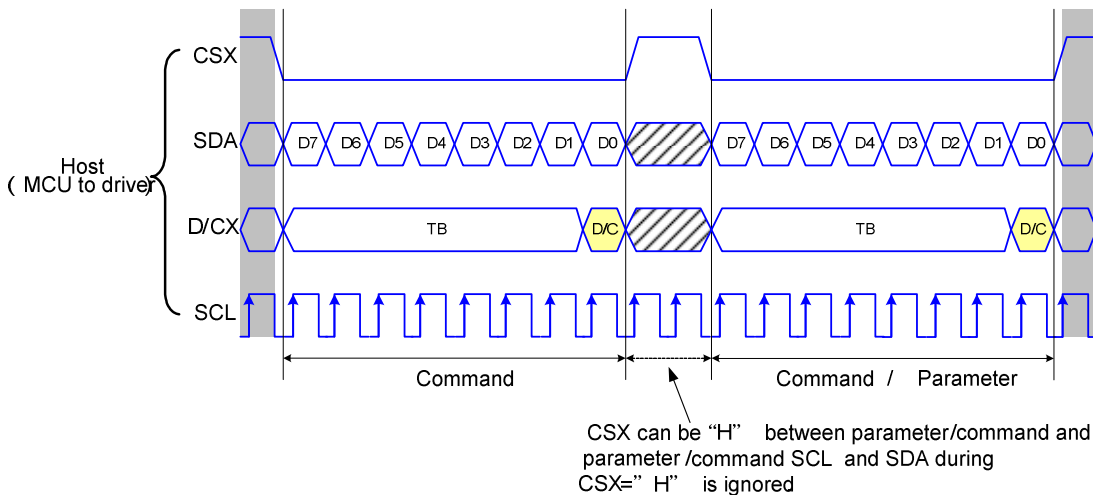 CSX
SDA D7 D6 D5 D4 D3 D2 D1 D0 D7 D6 D5 D4 D3 D2 D1 D0
Host
( MCU to driver)
D/CX TB D/C TB D/C
SCL
Command Command / Parameter
CSX can be “H” between parameter/command and
parameter /command SCL and SDA during
CSX=” H” is ignored